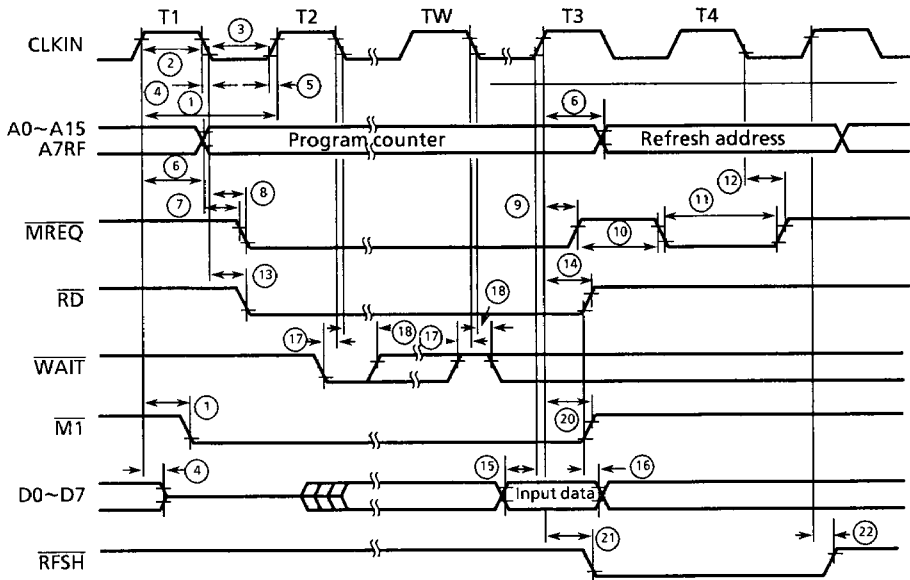 T1 ③ T2 TW T3 T4
CLKIN
②
④ ⑤
①
⑥
A0~A15
A7RF
Program counter
Refresh address
⑥
⑧
⑦
⑨
⑩
⑪
⑫
MREQ
⑬
⑭
RD
⑱
⑰ ⑱ ⑰
WAIT
①
⑳
M1
④
⑮
⑯
D0~D7
Input data
㉑
㉒
RFSH